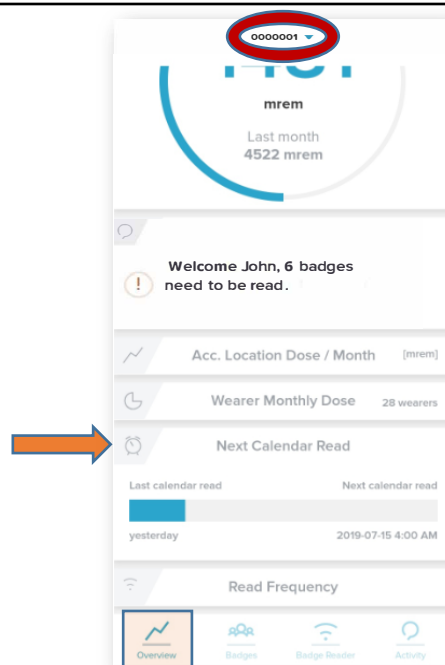 0000001
mrem
Last month
4522 mrem
Welcome John, 6 badges
need to be read.
Acc. Location Dose / Month [mrem]
Wearer Monthly Dose 28 wearers
Next Calendar Read
Last calendar read Next calendar read
yesterday 2019-07-15 4:00 AM
Read Frequency
Overview Badges Badge Reader Activity